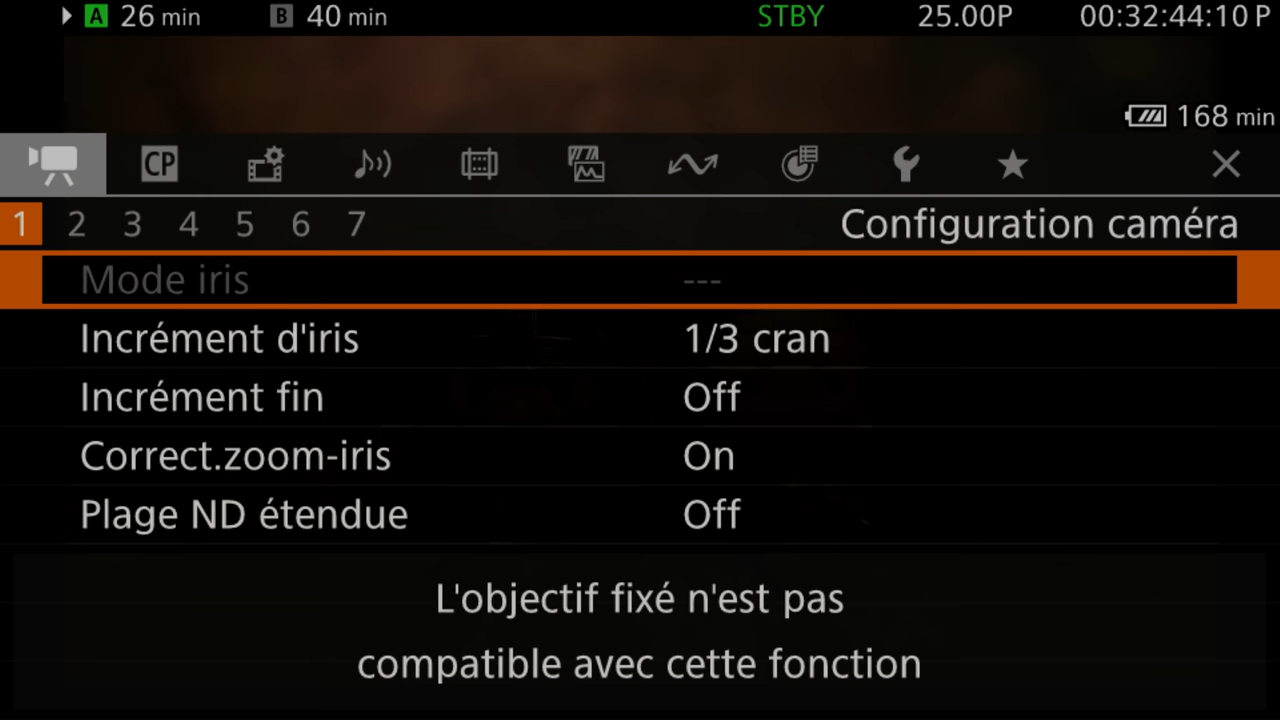 A 26 min B 40 min STBY 25.00P 00:32:44:10 P
168 min
CP
1 2 3 4 5 6 7 Configuration caméra
Mode iris ---
Incrément d'iris 1/3 cran
Incrément fin Off
Correct.zoom-iris On
Plage ND étendue Off
L'objectif fixé n'est pas
compatible avec cette fonction